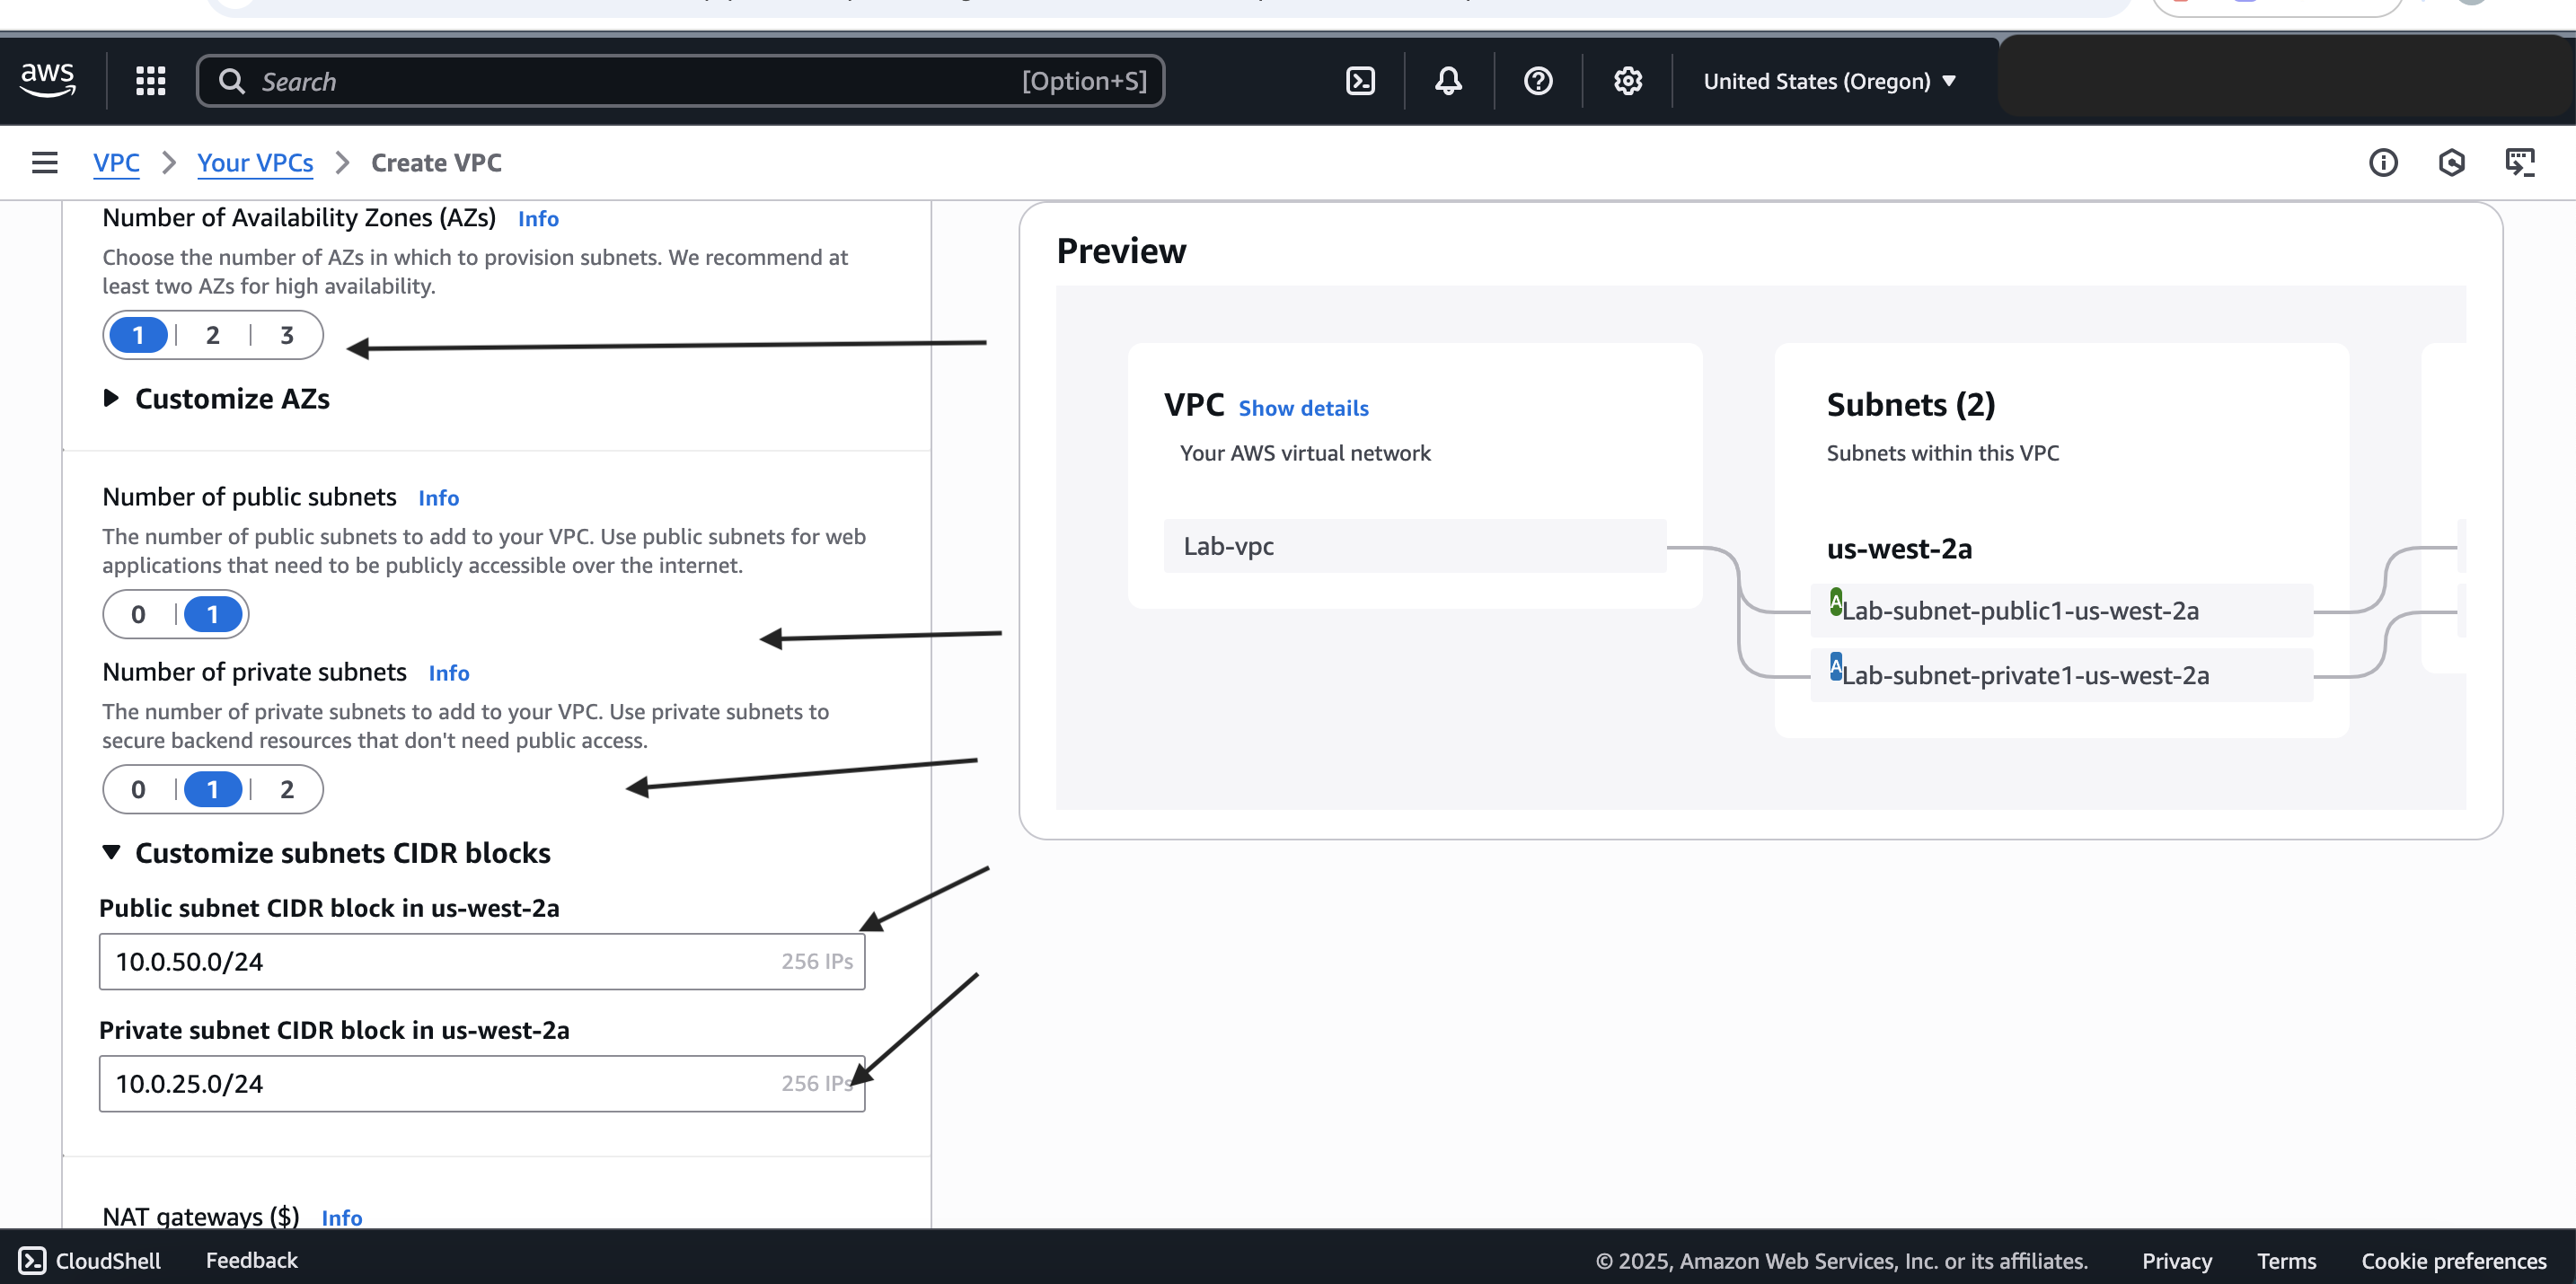 aws
Search
[Option+S]
United States (Oregon)
VPC
Your VPCs
Create VPC
Number of Availability Zones (AZs) Info
Choose the number of AZs in which to provision subnets. We recommend at
least two AZs for high availability.
1 | 2 | 3
Customize AZs
Number of public subnets Info
The number of public subnets to add to your VPC. Use public subnets for web
applications that need to be publicly accessible over the internet.
0 | 1
Number of private subnets Info
The number of private subnets to add to your VPC. Use private subnets to
secure backend resources that don't need public access.
0 | 1 | 2
Customize subnets CIDR blocks
Public subnet CIDR block in us-west-2a
10.0.50.0/24 256 IPs
Private subnet CIDR block in us-west-2a
10.0.25.0/24 256 IPs
NAT gateways ($) Info
Preview
VPC Show details
Your AWS virtual network
Lab-vpc
Subnets (2)
Subnets within this VPC
us-west-2a
A Lab-subnet-public1-us-west-2a
A Lab-subnet-private1-us-west-2a
CloudShell
Feedback
© 2025, Amazon Web Services, Inc. or its affiliates.
Privacy
Terms
Cookie preferences